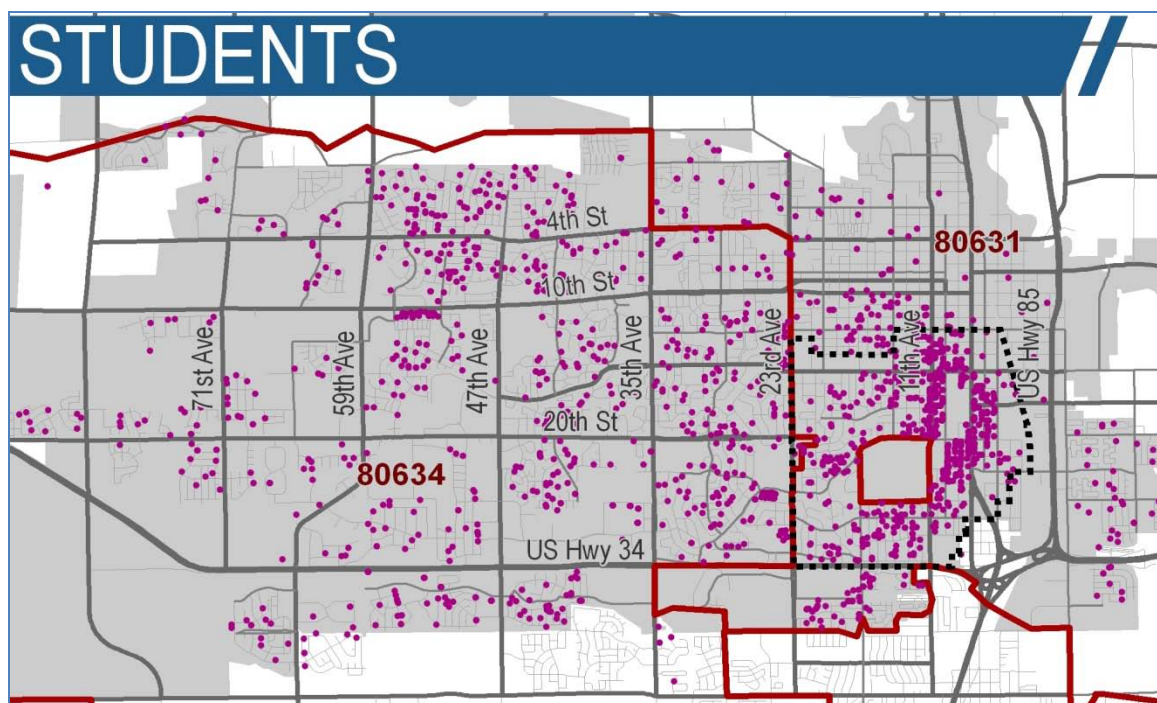 STUDENTS
4th St
80631
10th St
71st Ave
59th Ave
47th Ave
35th Ave
23rd Ave
11th Ave
US Hwy 85
20th St
80634
US Hwy 34